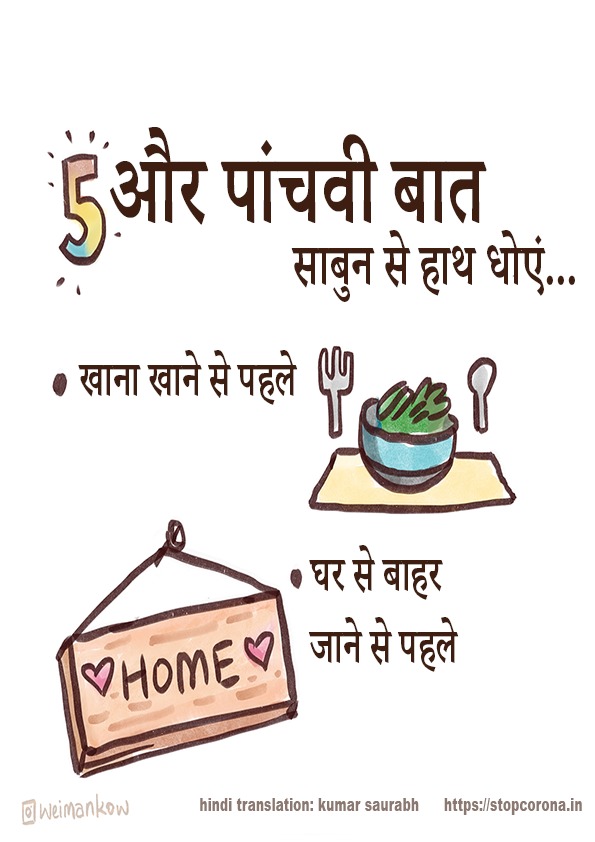 5 और पांचवी बात
साबुन से हाथ धोएं...
• खाना खाने से पहले
• घर से बाहर
जाने से पहले
HOME
@weimankow
hindi translation: kumar saurabh https://stopcorona.in